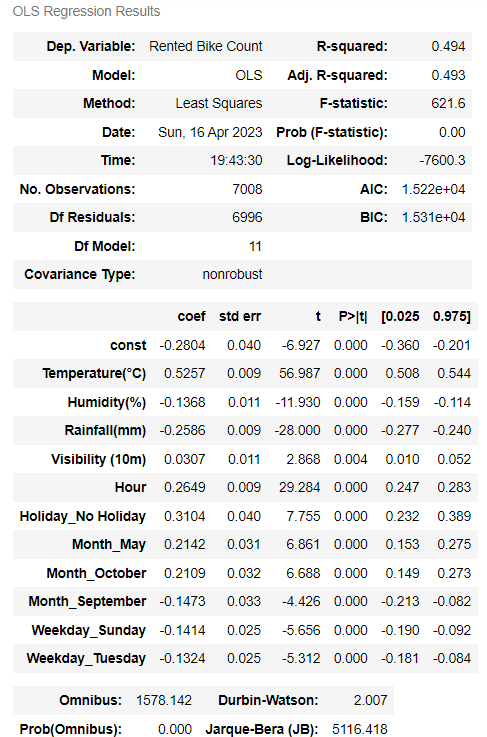 OLS Regression Results
Dep. Variable: Rented Bike Count R-squared: 0.494
Model: OLS Adj. R-squared: 0.493
Method: Least Squares F-statistic: 621.6
Date: Sun, 16 Apr 2023 Prob (F-statistic): 0.00
Time: 19:43:30 Log-Likelihood: -7600.3
No. Observations: 7008 AIC: 1.522e+04
Df Residuals: 6996 BIC: 1.531e+04
Df Model: 11
Covariance Type: nonrobust
coef std err t P>|t| [0.025 0.975]
const -0.2804 0.040 -6.927 0.000 -0.360 -0.201
Temperature(°C) 0.5257 0.009 56.987 0.000 0.508 0.544
Humidity(%) -0.1368 0.011 -11.930 0.000 -0.159 -0.114
Rainfall(mm) -0.2586 0.009 -28.000 0.000 -0.277 -0.240
Visibility (10m) 0.0307 0.011 2.868 0.004 0.010 0.052
Hour 0.2649 0.009 29.284 0.000 0.247 0.283
Holiday_No Holiday 0.3104 0.040 7.755 0.000 0.232 0.389
Month_May 0.2142 0.031 6.861 0.000 0.153 0.275
Month_October 0.2109 0.032 6.688 0.000 0.149 0.273
Month_September -0.1473 0.033 -4.426 0.000 -0.213 -0.082
Weekday_Sunday -0.1414 0.025 -5.656 0.000 -0.190 -0.092
Weekday_Tuesday -0.1324 0.025 -5.312 0.000 -0.181 -0.084
Omnibus: 1578.142 Durbin-Watson: 2.007
Prob(Omnibus): 0.000 Jarque-Bera (JB): 5116.418